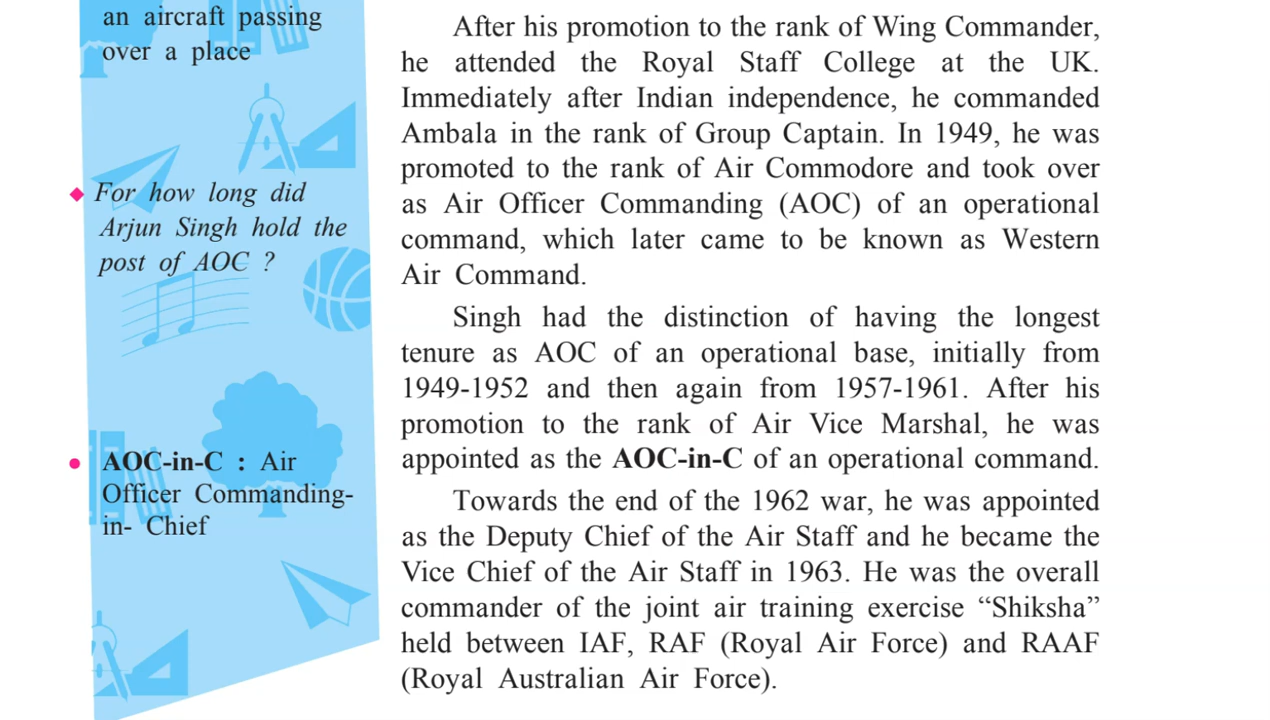 an aircraft passing
over a place
For how long did
Arjun Singh hold the
post of AOC ?
AOC-in-C : Air
Officer Commanding-
in- Chief
After his promotion to the rank of Wing Commander,
he attended the Royal Staff College at the UK.
Immediately after Indian independence, he commanded
Ambala in the rank of Group Captain. In 1949, he was
promoted to the rank of Air Commodore and took over
as Air Officer Commanding (AOC) of an operational
command, which later came to be known as Western
Air Command.
Singh had the distinction of having the longest
tenure as AOC of an operational base, initially from
1949-1952 and then again from 1957-1961. After his
promotion to the rank of Air Vice Marshal, he was
appointed as the AOC-in-C of an operational command.
Towards the end of the 1962 war, he was appointed
as the Deputy Chief of the Air Staff and he became the
Vice Chief of the Air Staff in 1963. He was the overall
commander of the joint air training exercise “Shiksha”
held between IAF, RAF (Royal Air Force) and RAAF
(Royal Australian Air Force).